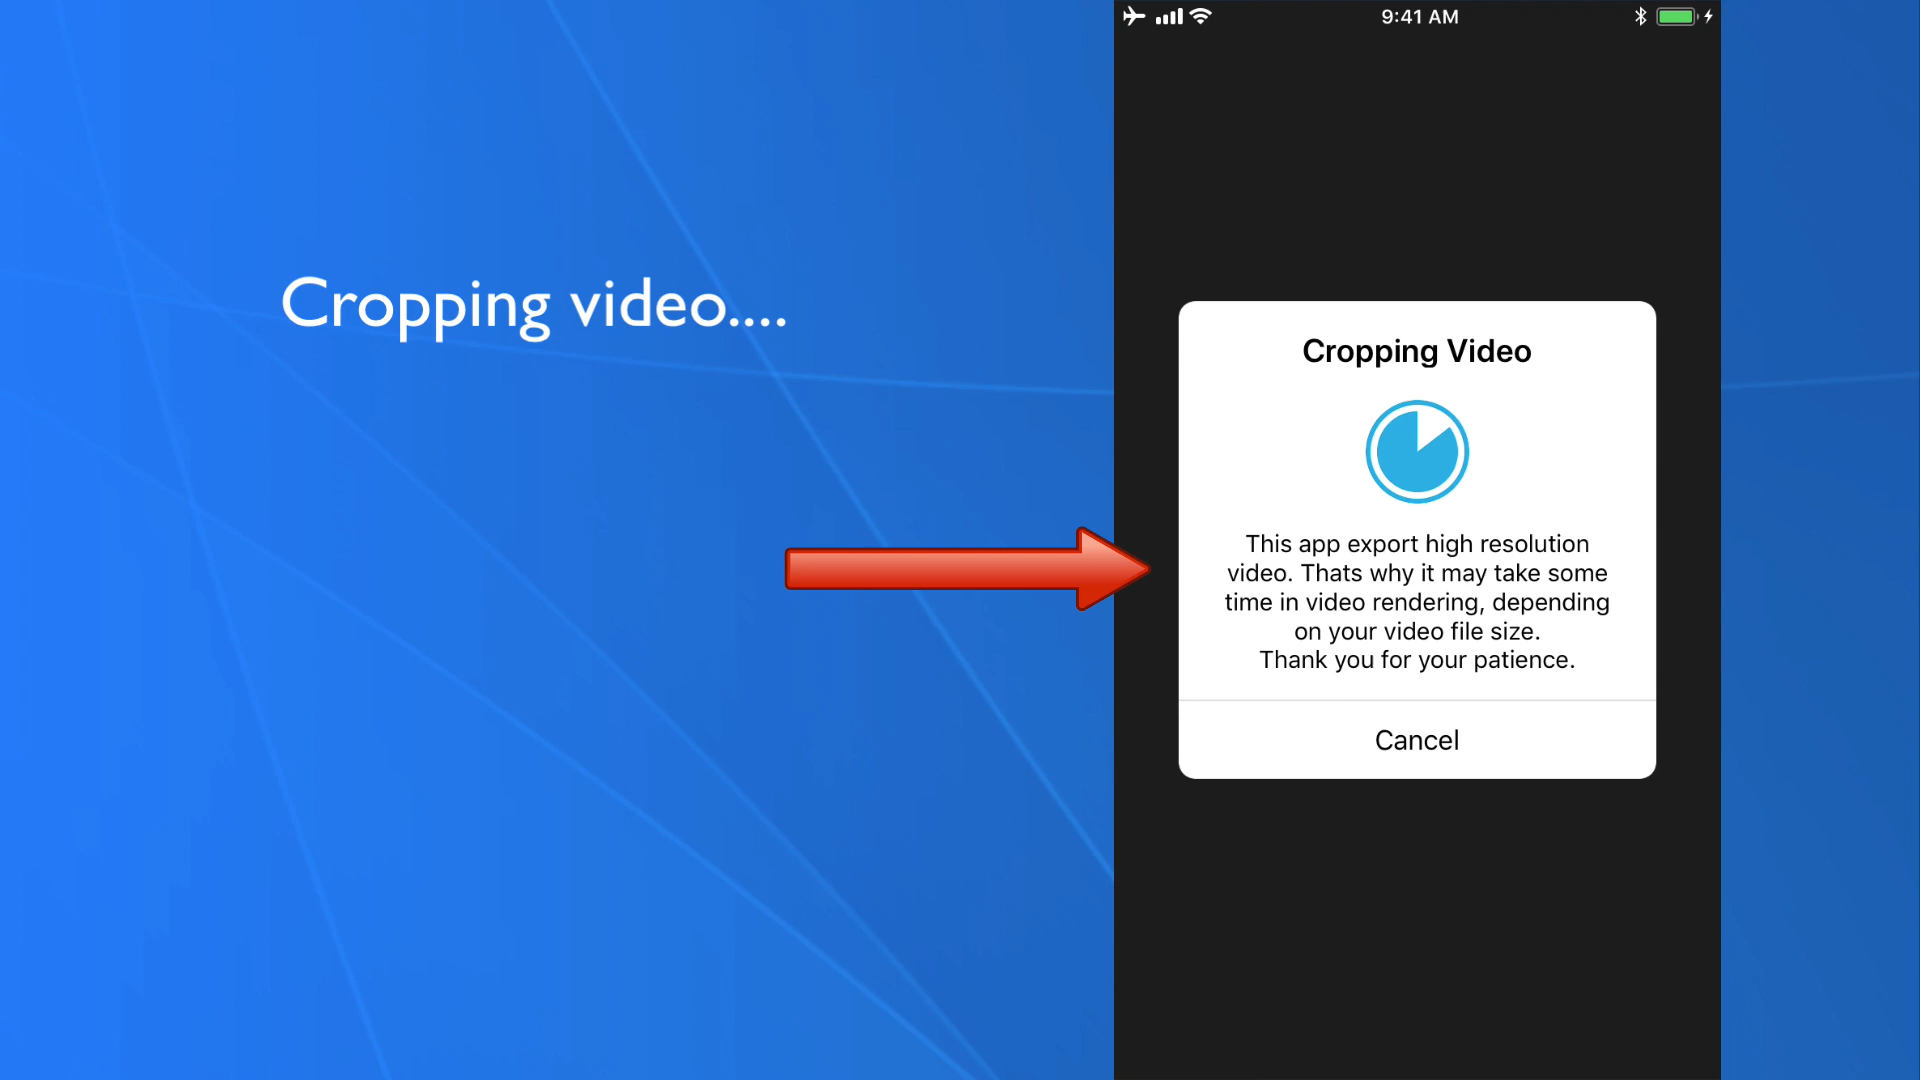 9:41 AM
Cropping video....
Cropping Video
This app export high resolution
video. Thats why it may take some
time in video rendering, depending
on your video file size.
Thank you for your patience.
Cancel